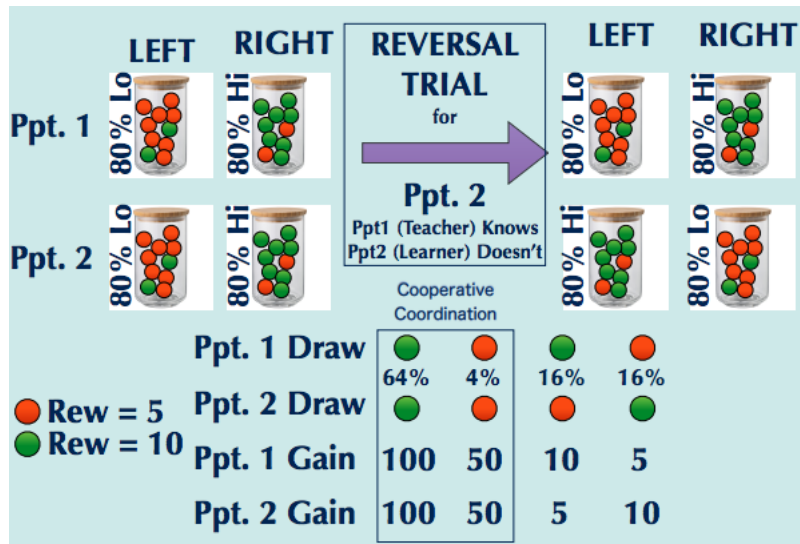 LEFT RIGHT
REVERSAL
TRIAL
for
LEFT RIGHT
Ppt. 1
80% Lo
80% Hi
80% Lo
80% Hi
Ppt. 2
Ppt1 (Teacher) Knows
Ppt2 (Learner) Doesn't
Ppt. 2
80% Lo
80% Hi
80% Hi
80% Lo
Cooperative
Coordination
Ppt. 1 Draw
64% 4% 16% 16%
Ppt. 2 Draw
Rew = 5
Rew = 10
Ppt. 1 Gain 100 50 10 5
Ppt. 2 Gain 100 50 5 10